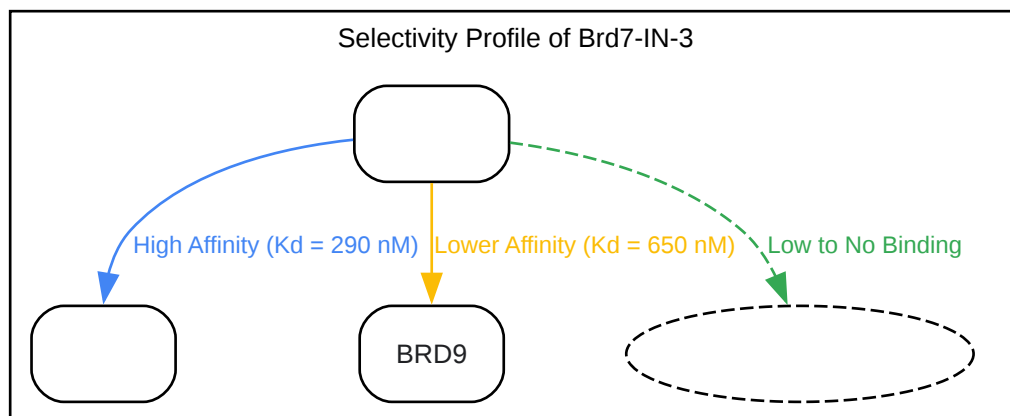 Selectivity Profile of Brd7-IN-3
High Affinity (Kd = 290 nM)
Lower Affinity (Kd = 650 nM)
Low to No Binding
BRD9